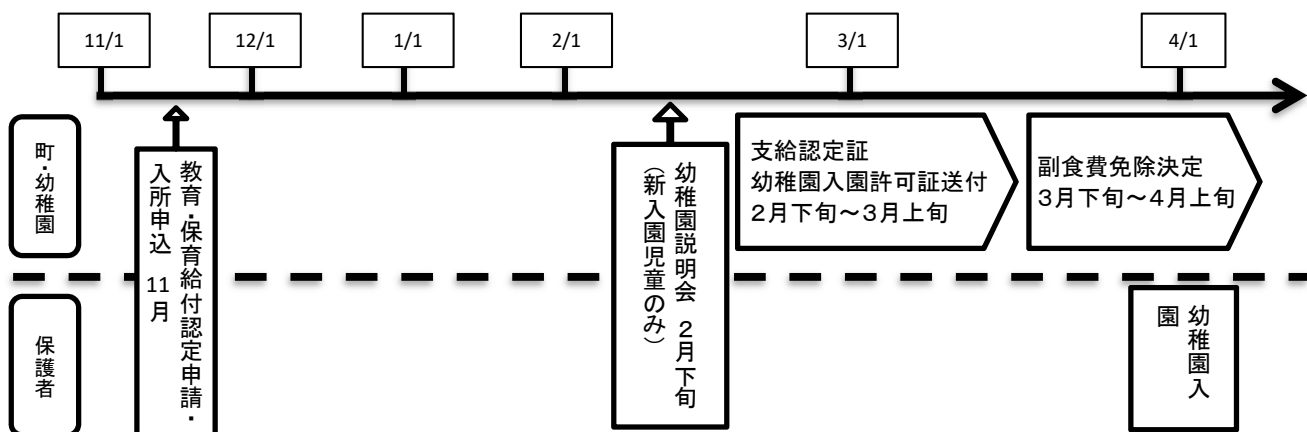 11/1
12/1
1/1
2/1
3/1
4/1
町・幼稚園
教育・保育給付認定申請・
入所申込 11月
幼稚園説明会 2月下旬
（新入園児童のみ）
支給認定証
幼稚園入園許可証送付
2月下旬～3月上旬
副食費免除決定
3月下旬～4月上旬
保護者
幼稚園入
園